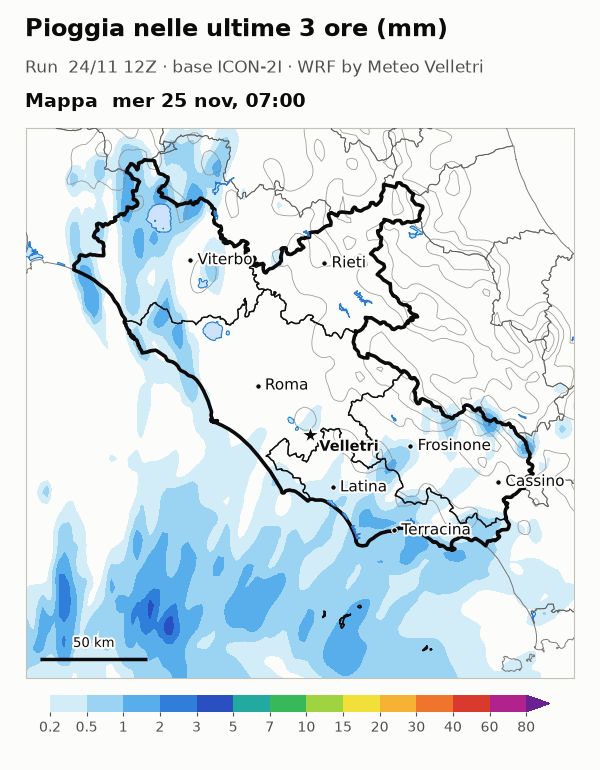 Pioggia nelle ultime 3 ore (mm)
Run  24/11 12Z · base ICON-2I · WRF by Meteo Velletri
Mappa  mer 25 nov, 07:00
Viterbo
Rieti
Roma
Velletri
Frosinone
Latina
Cassino
Terracina
50 km
0.2 0.5 1 2 3 5 7 10 15 20 30 40 60 80